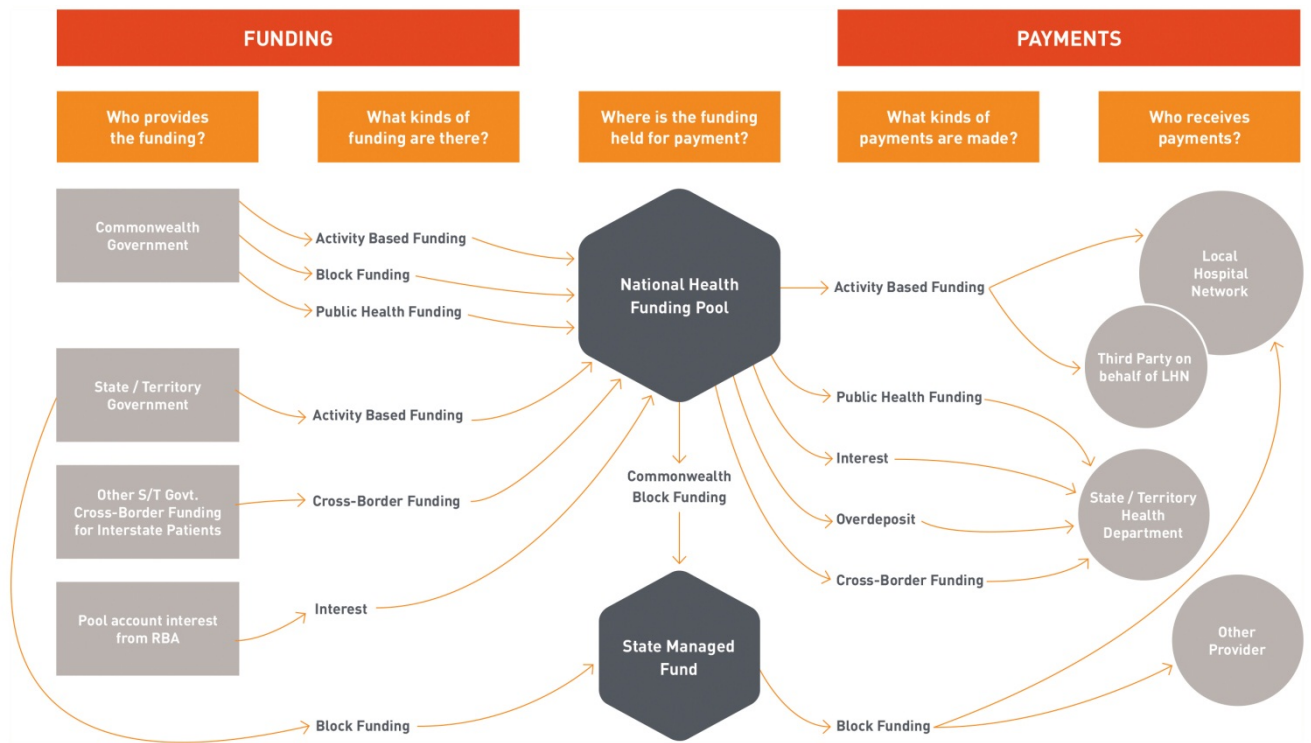 FUNDING
PAYMENTS
Who provides
the funding?
What kinds of
funding are there?
Where is the funding
held for payment?
What kinds of
payments are made?
Who receives
payments?
Commonwealth
Government
Activity Based Funding
Block Funding
Public Health Funding
State / Territory
Government
Activity Based Funding
Other S/T Govt.
Cross-Border Funding
for Interstate Patients
Cross-Border Funding
Pool account interest
from RBA
Interest
Block Funding
National Health
Funding Pool
Commonwealth
Block Funding
State Managed
Fund
Activity Based Funding
Public Health Funding
Interest
Overdeposit
Cross-Border Funding
Block Funding
Local
Hospital
Network
Third Party on
behalf of LHN
State / Territory
Health
Department
Other
Provider